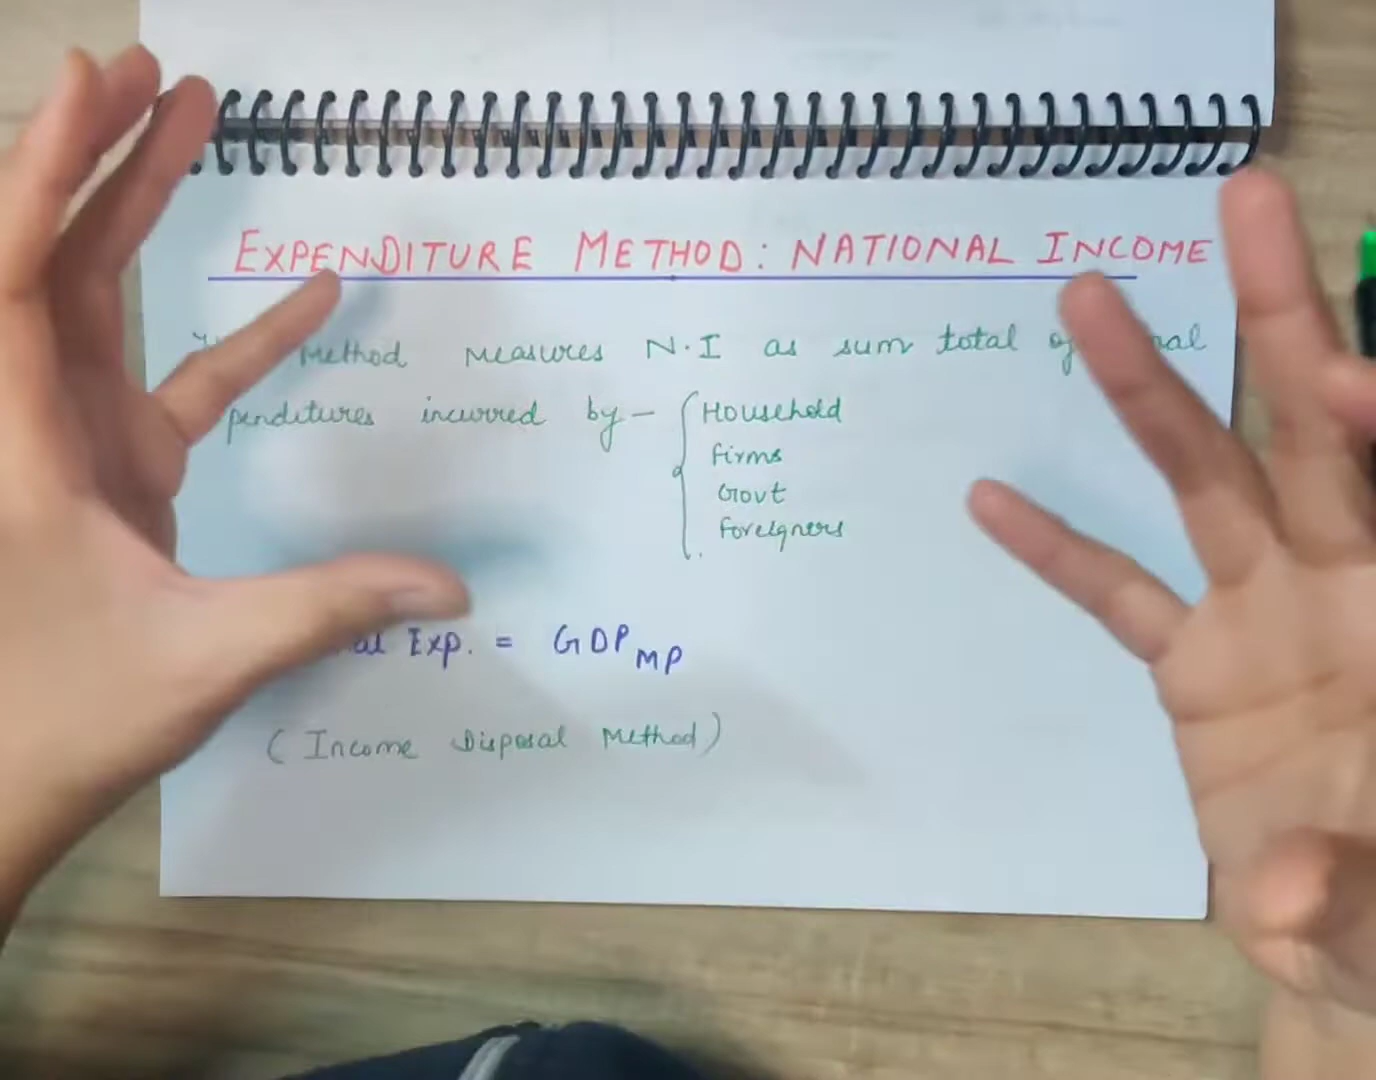 EXPENDITURE METHOD: NATIONAL INCOME
Method measures N.I as sum total of
incurred by – Household
Firms
Govt
Foreigners
Exp. = GDP MP
(Income Disposal Method)